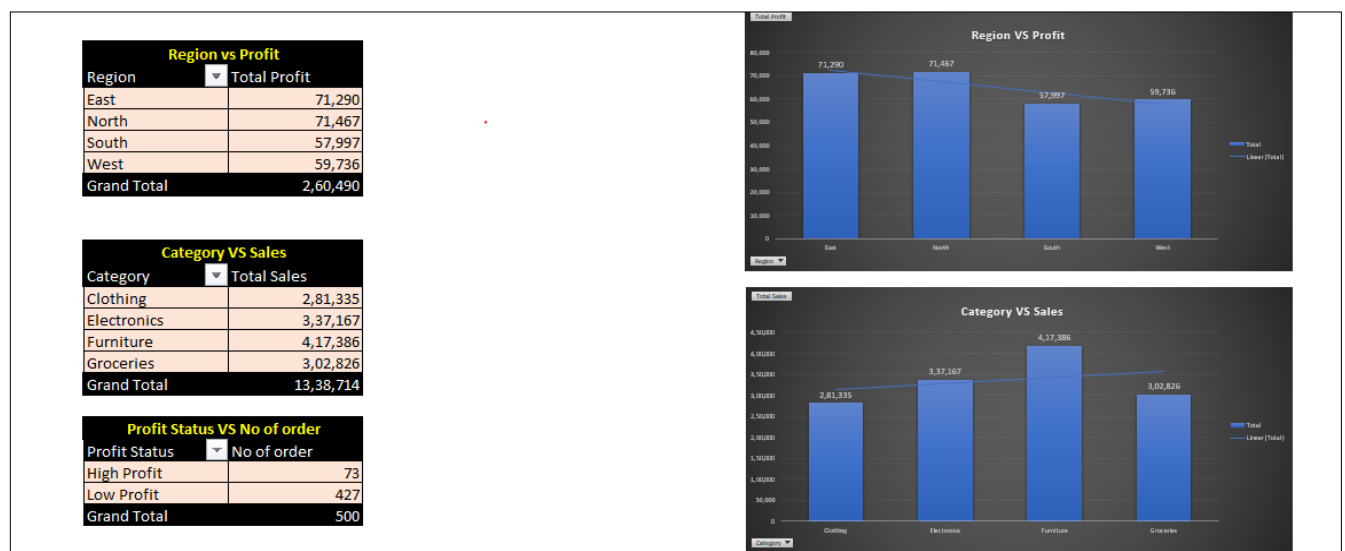 Region vs Profit
Region Total Profit
East 71,290
North 71,467
South 57,997
West 59,736
Grand Total 2,60,490
Category VS Sales
Category Total Sales
Clothing 2,81,335
Electronics 3,37,167
Furniture 4,17,386
Groceries 3,02,826
Grand Total 13,38,714
Profit Status VS No of order
Profit Status No of order
High Profit 73
Low Profit 427
Grand Total 500
Total Profit
Region VS Profit
80,000
70,000
60,000
50,000
40,000
30,000
20,000
10,000
0
71,290 71,467 57,997 59,736
East North South West
Total
Linear (Total)
Region
Total Sales
Category VS Sales
4,50,000
4,00,000
3,50,000
3,00,000
2,50,000
2,00,000
1,50,000
1,00,000
50,000
0
2,81,335 3,37,167 4,17,386 3,02,826
Clothing Electronics Furniture Groceries
Total
Linear (Total)
Category